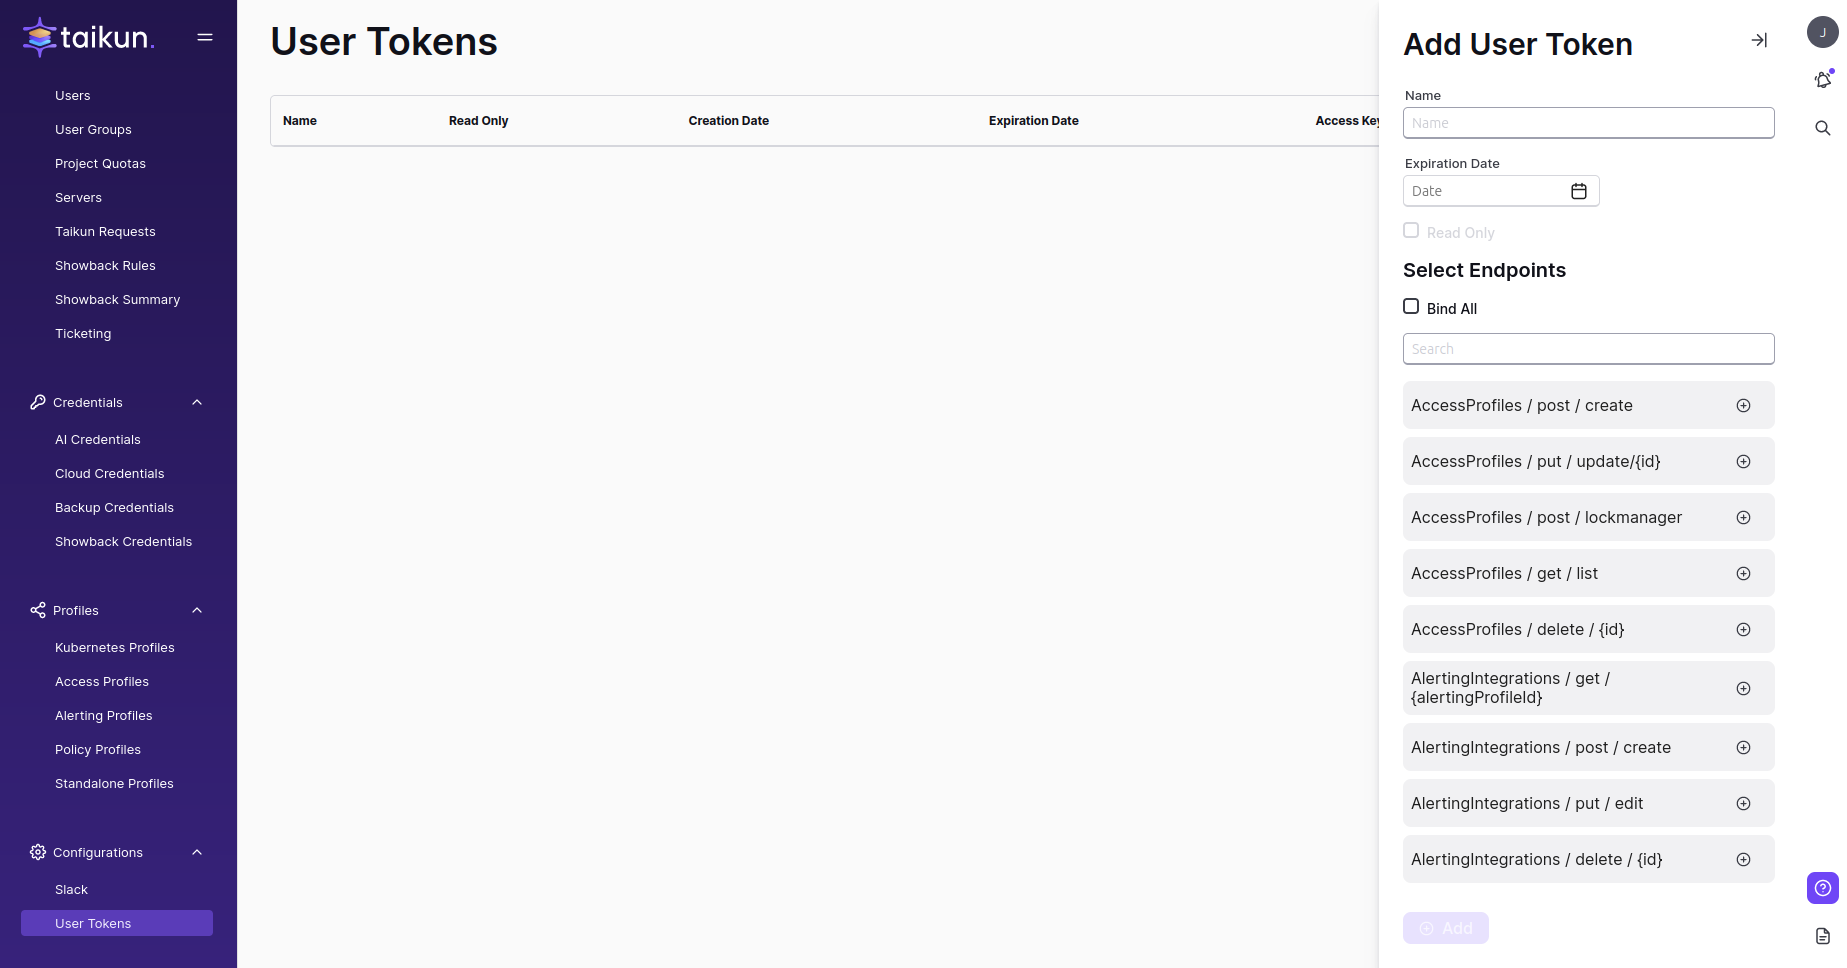 taikun.
Users
User Groups
Project Quotas
Servers
Taikun Requests
Showback Rules
Showback Summary
Ticketing
Credentials
AI Credentials
Cloud Credentials
Backup Credentials
Showback Credentials
Profiles
Kubernetes Profiles
Access Profiles
Alerting Profiles
Policy Profiles
Standalone Profiles
Configurations
Slack
User Tokens
User Tokens
Name Read Only Creation Date Expiration Date Access Key
Add User Token
Name
Name
Expiration Date
Date
Read Only
Select Endpoints
Bind All
Search
AccessProfiles / post / create
AccessProfiles / put / update/{id}
AccessProfiles / post / lockmanager
AccessProfiles / get / list
AccessProfiles / delete / {id}
AlertingIntegrations / get /
{alertingProfileId}
AlertingIntegrations / post / create
AlertingIntegrations / put / edit
AlertingIntegrations / delete / {id}
Add
J